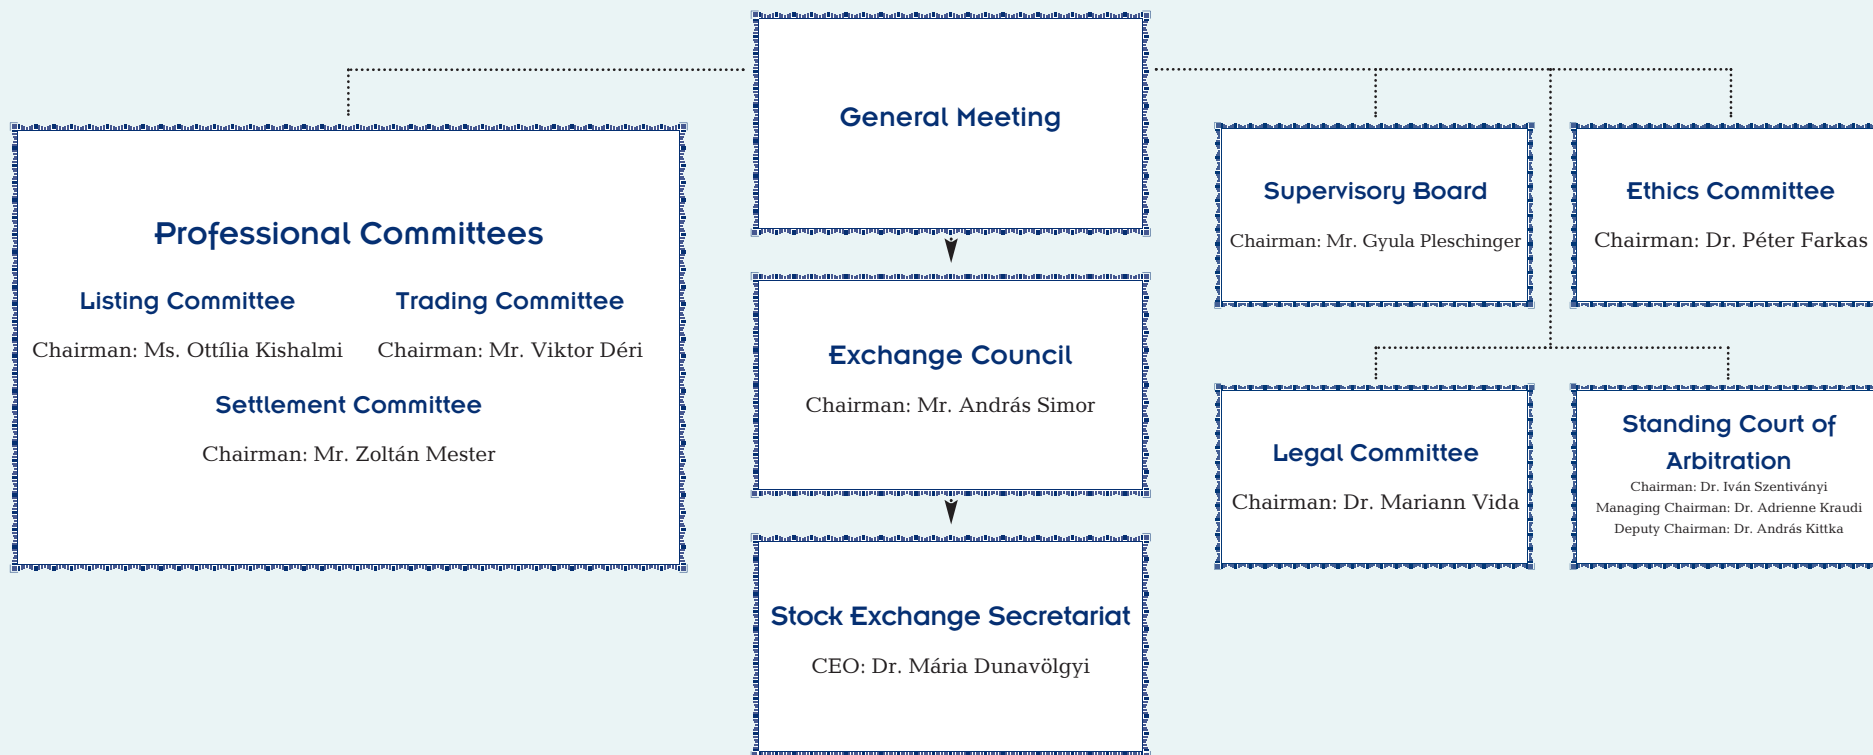 General Meeting
Professional Committees
Listing Committee
Chairman: Ms. Ottília Kishalmi
Trading Committee
Chairman: Mr. Viktor Déri
Settlement Committee
Chairman: Mr. Zoltán Mester
Exchange Council
Chairman: Mr. András Simor
Stock Exchange Secretariat
CEO: Dr. Mária Dunavölgyi
Supervisory Board
Chairman: Mr. Gyula Pleschinger
Ethics Committee
Chairman: Dr. Péter Farkas
Legal Committee
Chairman: Dr. Mariann Vida
Standing Court of
Arbitration
Chairman: Dr. Iván Szentiványi
Managing Chairman: Dr. Adrienne Kraudi
Deputy Chairman: Dr. András Kittka